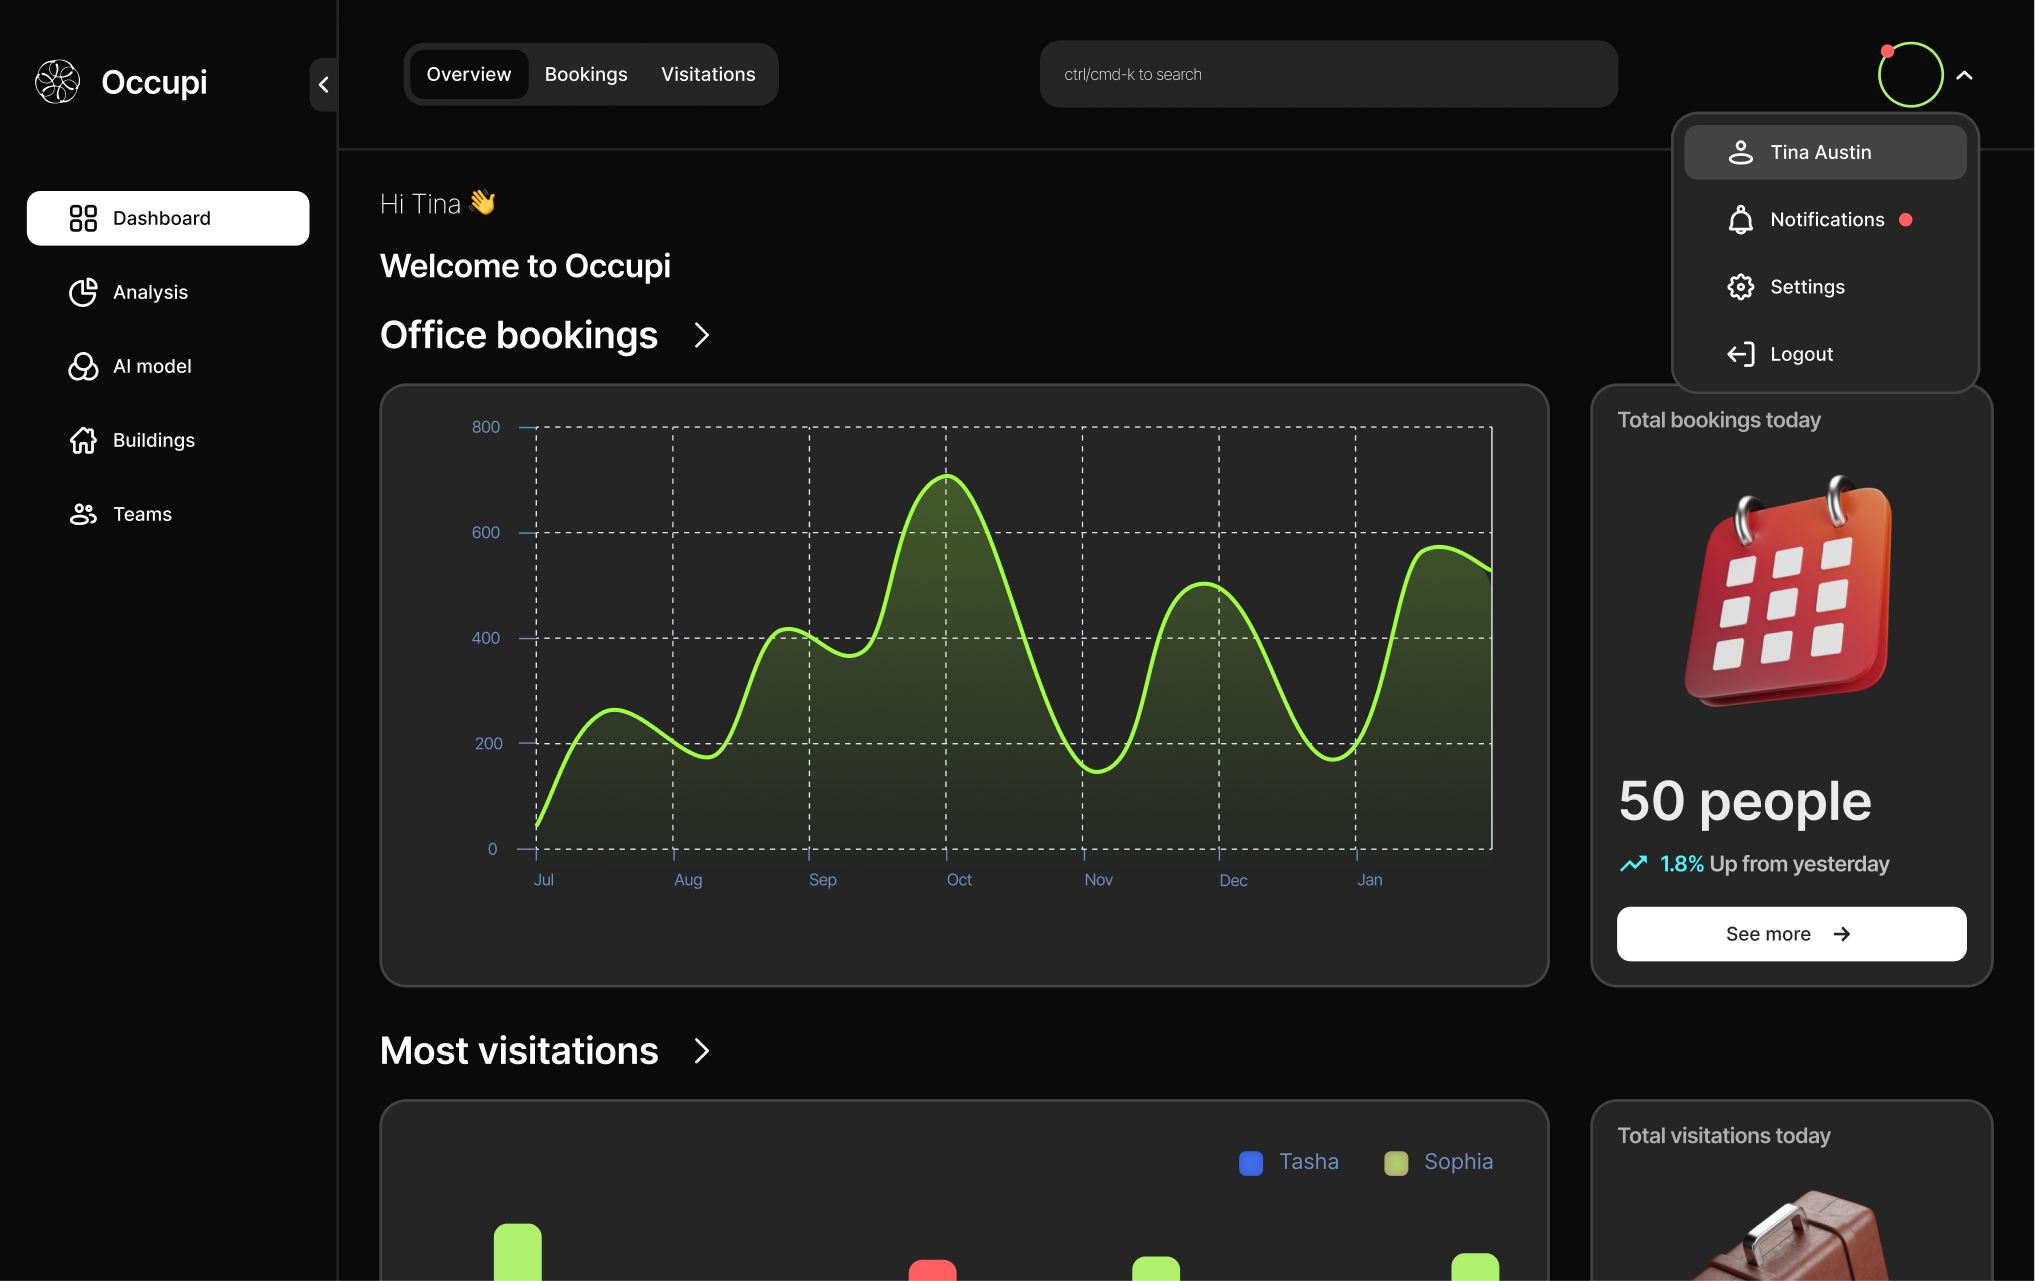 Occupi
Overview Bookings Visitations
ctrl/cmd-k to search
Tina Austin
Notifications
Settings
Logout
Dashboard
Analysis
AI model
Buildings
Teams
Hi Tina 👋
Welcome to Occupi
Office bookings
800
600
400
200
0
Jul Aug Sep Oct Nov Dec Jan
Total bookings today
50 people
1.8% Up from yesterday
See more
Most visitations
Tasha Sophia
Total visitations today